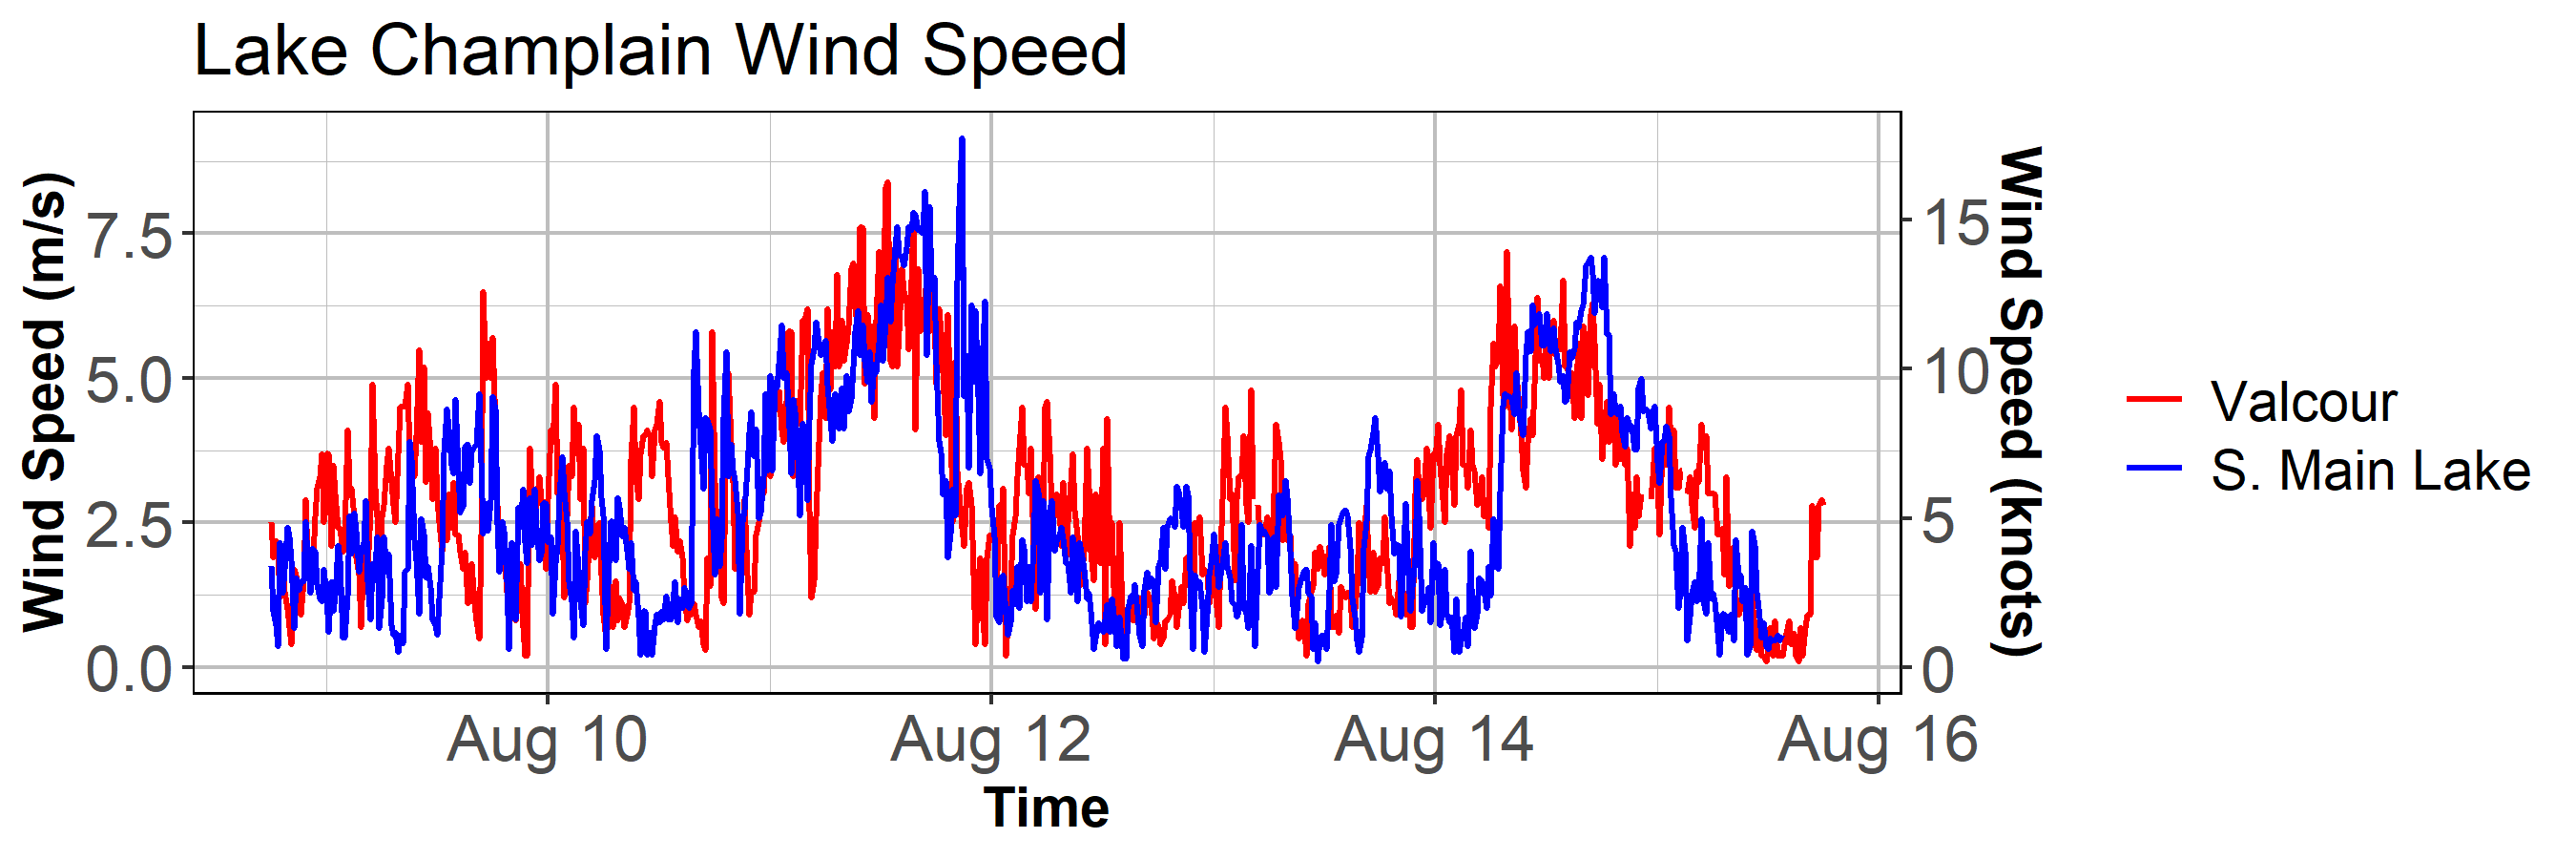 Lake Champlain Wind Speed
Wind Speed (m/s)
7.5
5.0
2.5
0.0
15
10
5
0
Wind Speed (knots)
Aug 10
Aug 12
Aug 14
Aug 16
Time
Valcour
S. Main Lake